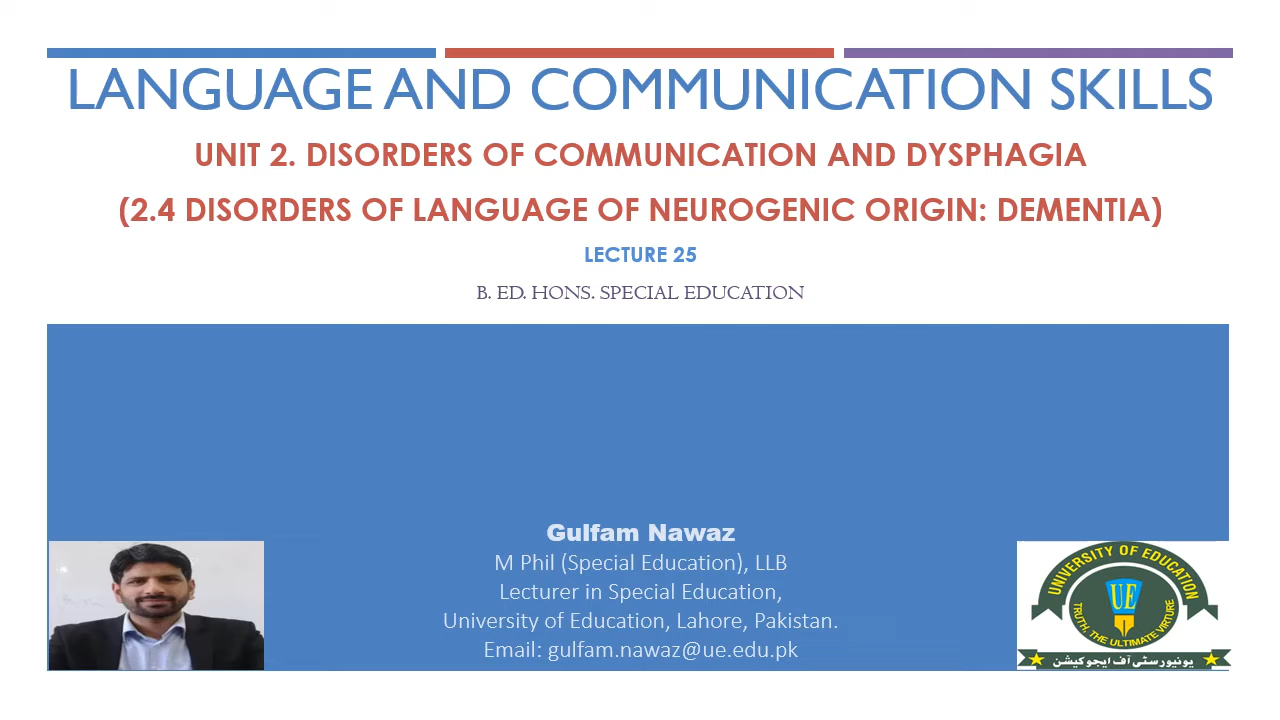 LANGUAGE AND COMMUNICATION SKILLS
UNIT 2. DISORDERS OF COMMUNICATION AND DYSPHAGIA
(2.4 DISORDERS OF LANGUAGE OF NEUROGENIC ORIGIN: DEMENTIA)
LECTURE 25
B. ED. HONS. SPECIAL EDUCATION
Gulfam Nawaz
M Phil (Special Education), LLB
Lecturer in Special Education,
University of Education, Lahore, Pakistan.
Email: gulfam.nawaz@ue.edu.pk
UNIVERSITY OF EDUCATION
UE
TRUTH, THE ULTIMATE VIRTUE
یونیورسٹی آف ایجوکیشن